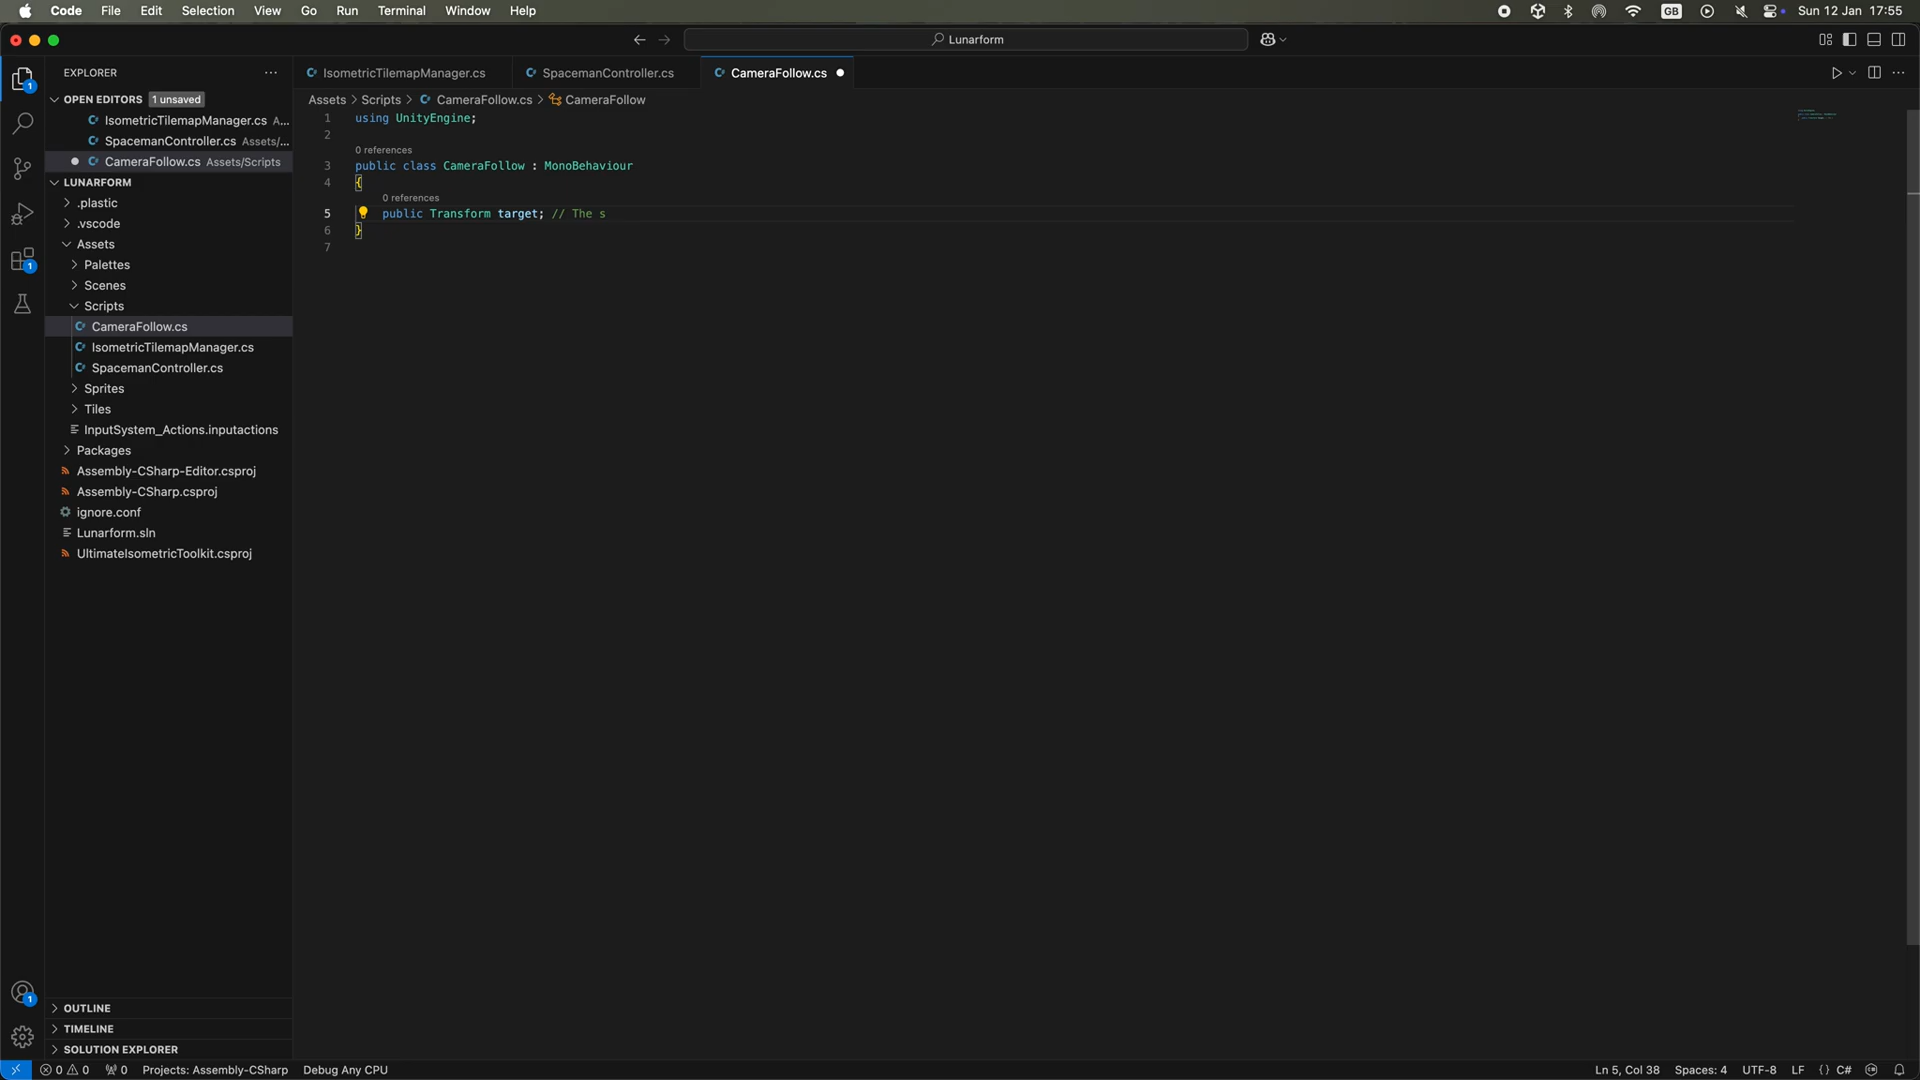 Code File Edit Selection View Go Run Terminal Window Help GB Sun 12 Jan 17:55
Lunarform
EXPLORER
IsometricTilemapManager.cs SpacemanController.cs CameraFollow.cs
OPEN EDITORS 1 unsaved
Assets > Scripts > CameraFollow.cs > CameraFollow
IsometricTilemapManager.cs A...
SpacemanController.cs Assets/...
CameraFollow.cs Assets/Scripts
LUNARFORM
.plastic
.vscode
Assets
Palettes
Scenes
Scripts
CameraFollow.cs
IsometricTilemapManager.cs
SpacemanController.cs
Sprites
Tiles
InputSystem_Actions.inputactions
Packages
Assembly-CSharp-Editor.csproj
Assembly-CSharp.csproj
ignore.conf
Lunarform.sln
UltimateIsometricToolkit.csproj
OUTLINE
TIMELINE
SOLUTION EXPLORER
1 using UnityEngine;
2
0 references
3 public class CameraFollow : MonoBehaviour
4 {
0 references
5 public Transform target; // The s
6 }
7
1
1
1
0 0 0 Projects: Assembly-CSharp Debug Any CPU Ln 5, Col 38 Spaces: 4 UTF-8 LF {} C#